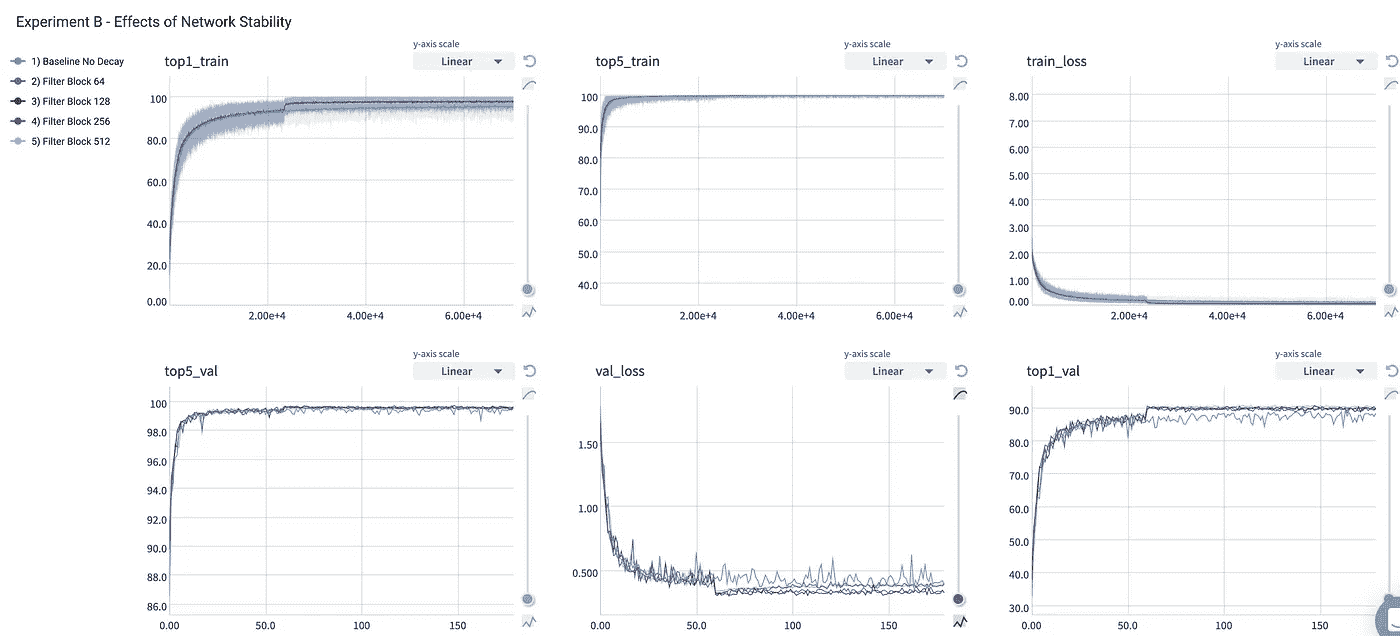 Experiment B - Effects of Network Stability
1) Baseline No Decay
2) Filter Block 64
3) Filter Block 128
4) Filter Block 256
5) Filter Block 512
top1_train
y-axis scale
Linear
100
80.0
60.0
40.0
20.0
0.00
2.00e+4
4.00e+4
6.00e+4
top5_train
y-axis scale
Linear
100
90.0
80.0
70.0
60.0
50.0
40.0
2.00e+4
4.00e+4
6.00e+4
train_loss
y-axis scale
Linear
8.00
7.00
6.00
5.00
4.00
3.00
2.00
1.00
0.00
2.00e+4
4.00e+4
6.00e+4
top5_val
y-axis scale
Linear
100
98.0
96.0
94.0
92.0
90.0
88.0
86.0
0.00
50.0
100
150
val_loss
y-axis scale
Linear
1.50
1.00
0.500
0.00
50.0
100
150
top1_val
y-axis scale
Linear
90.0
80.0
70.0
60.0
50.0
40.0
30.0
0.00
50.0
100
150